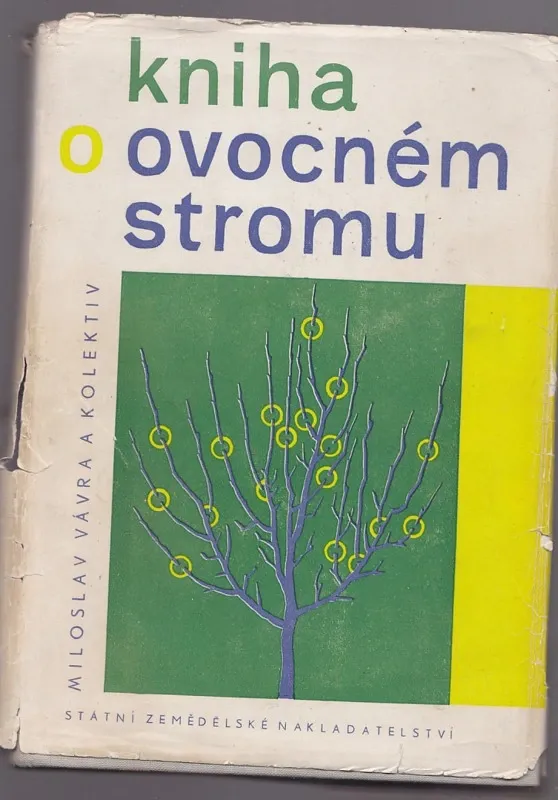 kniha
o ovocném
stromu
MILOSLAV VÁVRA A KOLEKTIV
STÁTNÍ ZEMĚDĚLSKÉ NAKLADATELSTVÍ